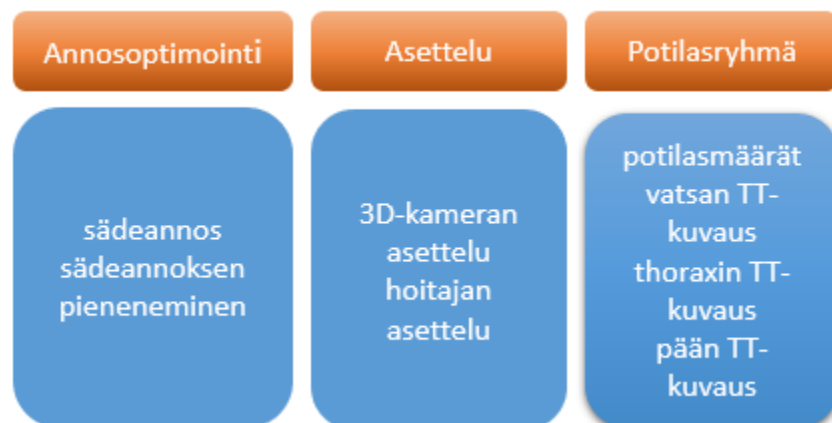 Annosoptimointi
Asettelu
Potilasryhmä
sädeannos
sädeannoksen
pieneneminen
3D-kameran
asettelu
hoitajan
asettelu
potilasmäärät
vatsan TT-
kuvaus
thoraxin TT-
kuvaus
pään TT-
kuvaus